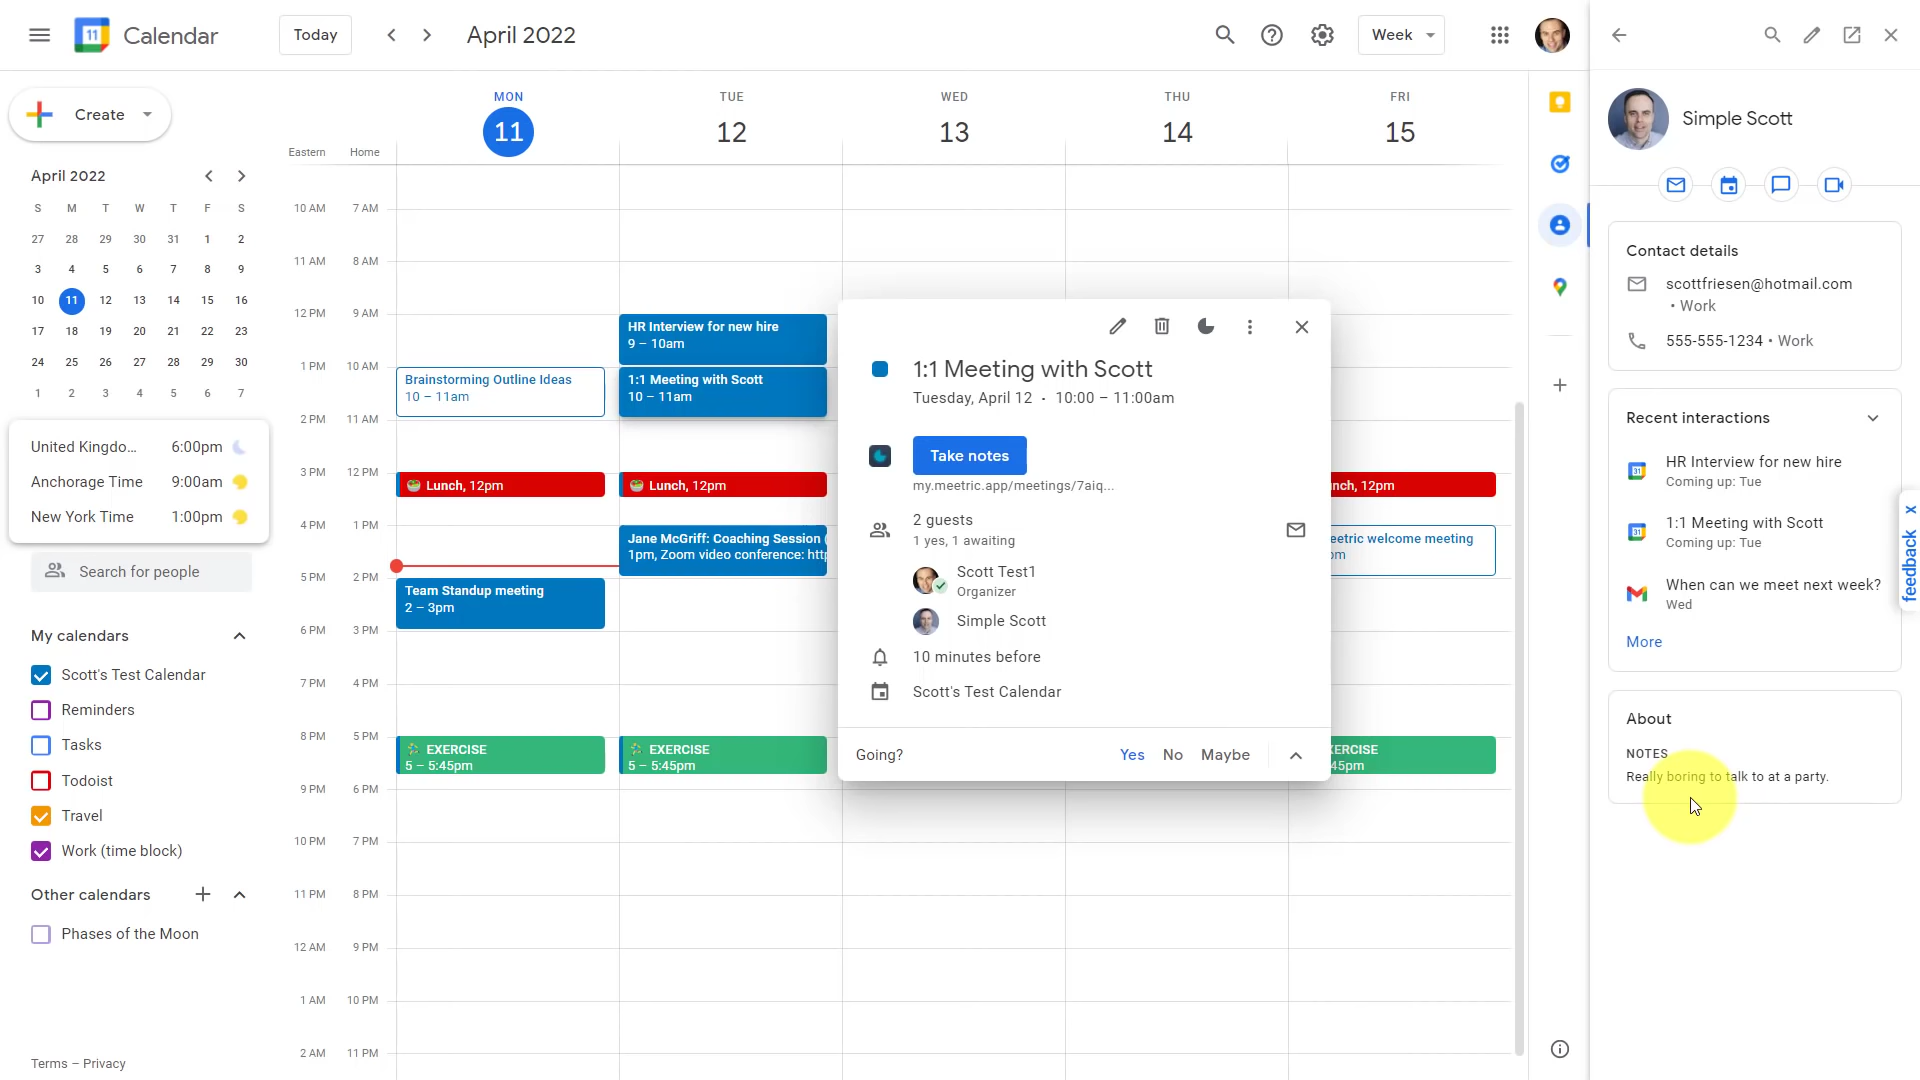 11
Calendar
Today
April 2022
Week
Create
April 2022
S M T W T F S
27 28 29 30 31 1 2
3 4 5 6 7 8 9
10 11 12 13 14 15 16
17 18 19 20 21 22 23
24 25 26 27 28 29 30
1 2 3 4 5 6 7
United Kingdo... 6:00pm
Anchorage Time 9:00am
New York Time 1:00pm
Search for people
My calendars
Scott's Test Calendar
Reminders
Tasks
Todoist
Travel
Work (time block)
Other calendars
Phases of the Moon
Terms – Privacy
MON TUE WED THU FRI
11 12 13 14 15
Eastern Home
10 AM 7 AM
11 AM 8 AM
12 PM 9 AM
1 PM 10 AM
2 PM 11 AM
3 PM 12 PM
4 PM 1 PM
5 PM 2 PM
6 PM 3 PM
7 PM 4 PM
8 PM 5 PM
9 PM 6 PM
10 PM 7 PM
11 PM 8 PM
12 AM 9 PM
1 AM 10 PM
2 AM 11 PM
Brainstorming Outline Ideas
10 – 11am
Lunch, 12pm
Team Standup meeting
2 – 3pm
EXERCISE
5 – 5:45pm
HR Interview for new hire
9 – 10am
1:1 Meeting with Scott
10 – 11am
Lunch, 12pm
Jane McGriff: Coaching Session (
1pm, Zoom video conference: http
EXERCISE
5 – 5:45pm
1:1 Meeting with Scott
Tuesday, April 12 • 10:00 – 11:00am
Take notes
my.meetric.app/meetings/7aiq...
2 guests
1 yes, 1 awaiting
Scott Test1
Organizer
Simple Scott
10 minutes before
Scott's Test Calendar
Going?
Yes No Maybe
nch, 12pm
eetric welcome meeting
pm
ERCISE
45pm
Simple Scott
Contact details
scottfriesen@hotmail.com
• Work
555-555-1234 • Work
Recent interactions
31
HR Interview for new hire
Coming up: Tue
31
1:1 Meeting with Scott
Coming up: Tue
When can we meet next week?
Wed
More
About
NOTES
Really boring to talk to at a party.
feedback x